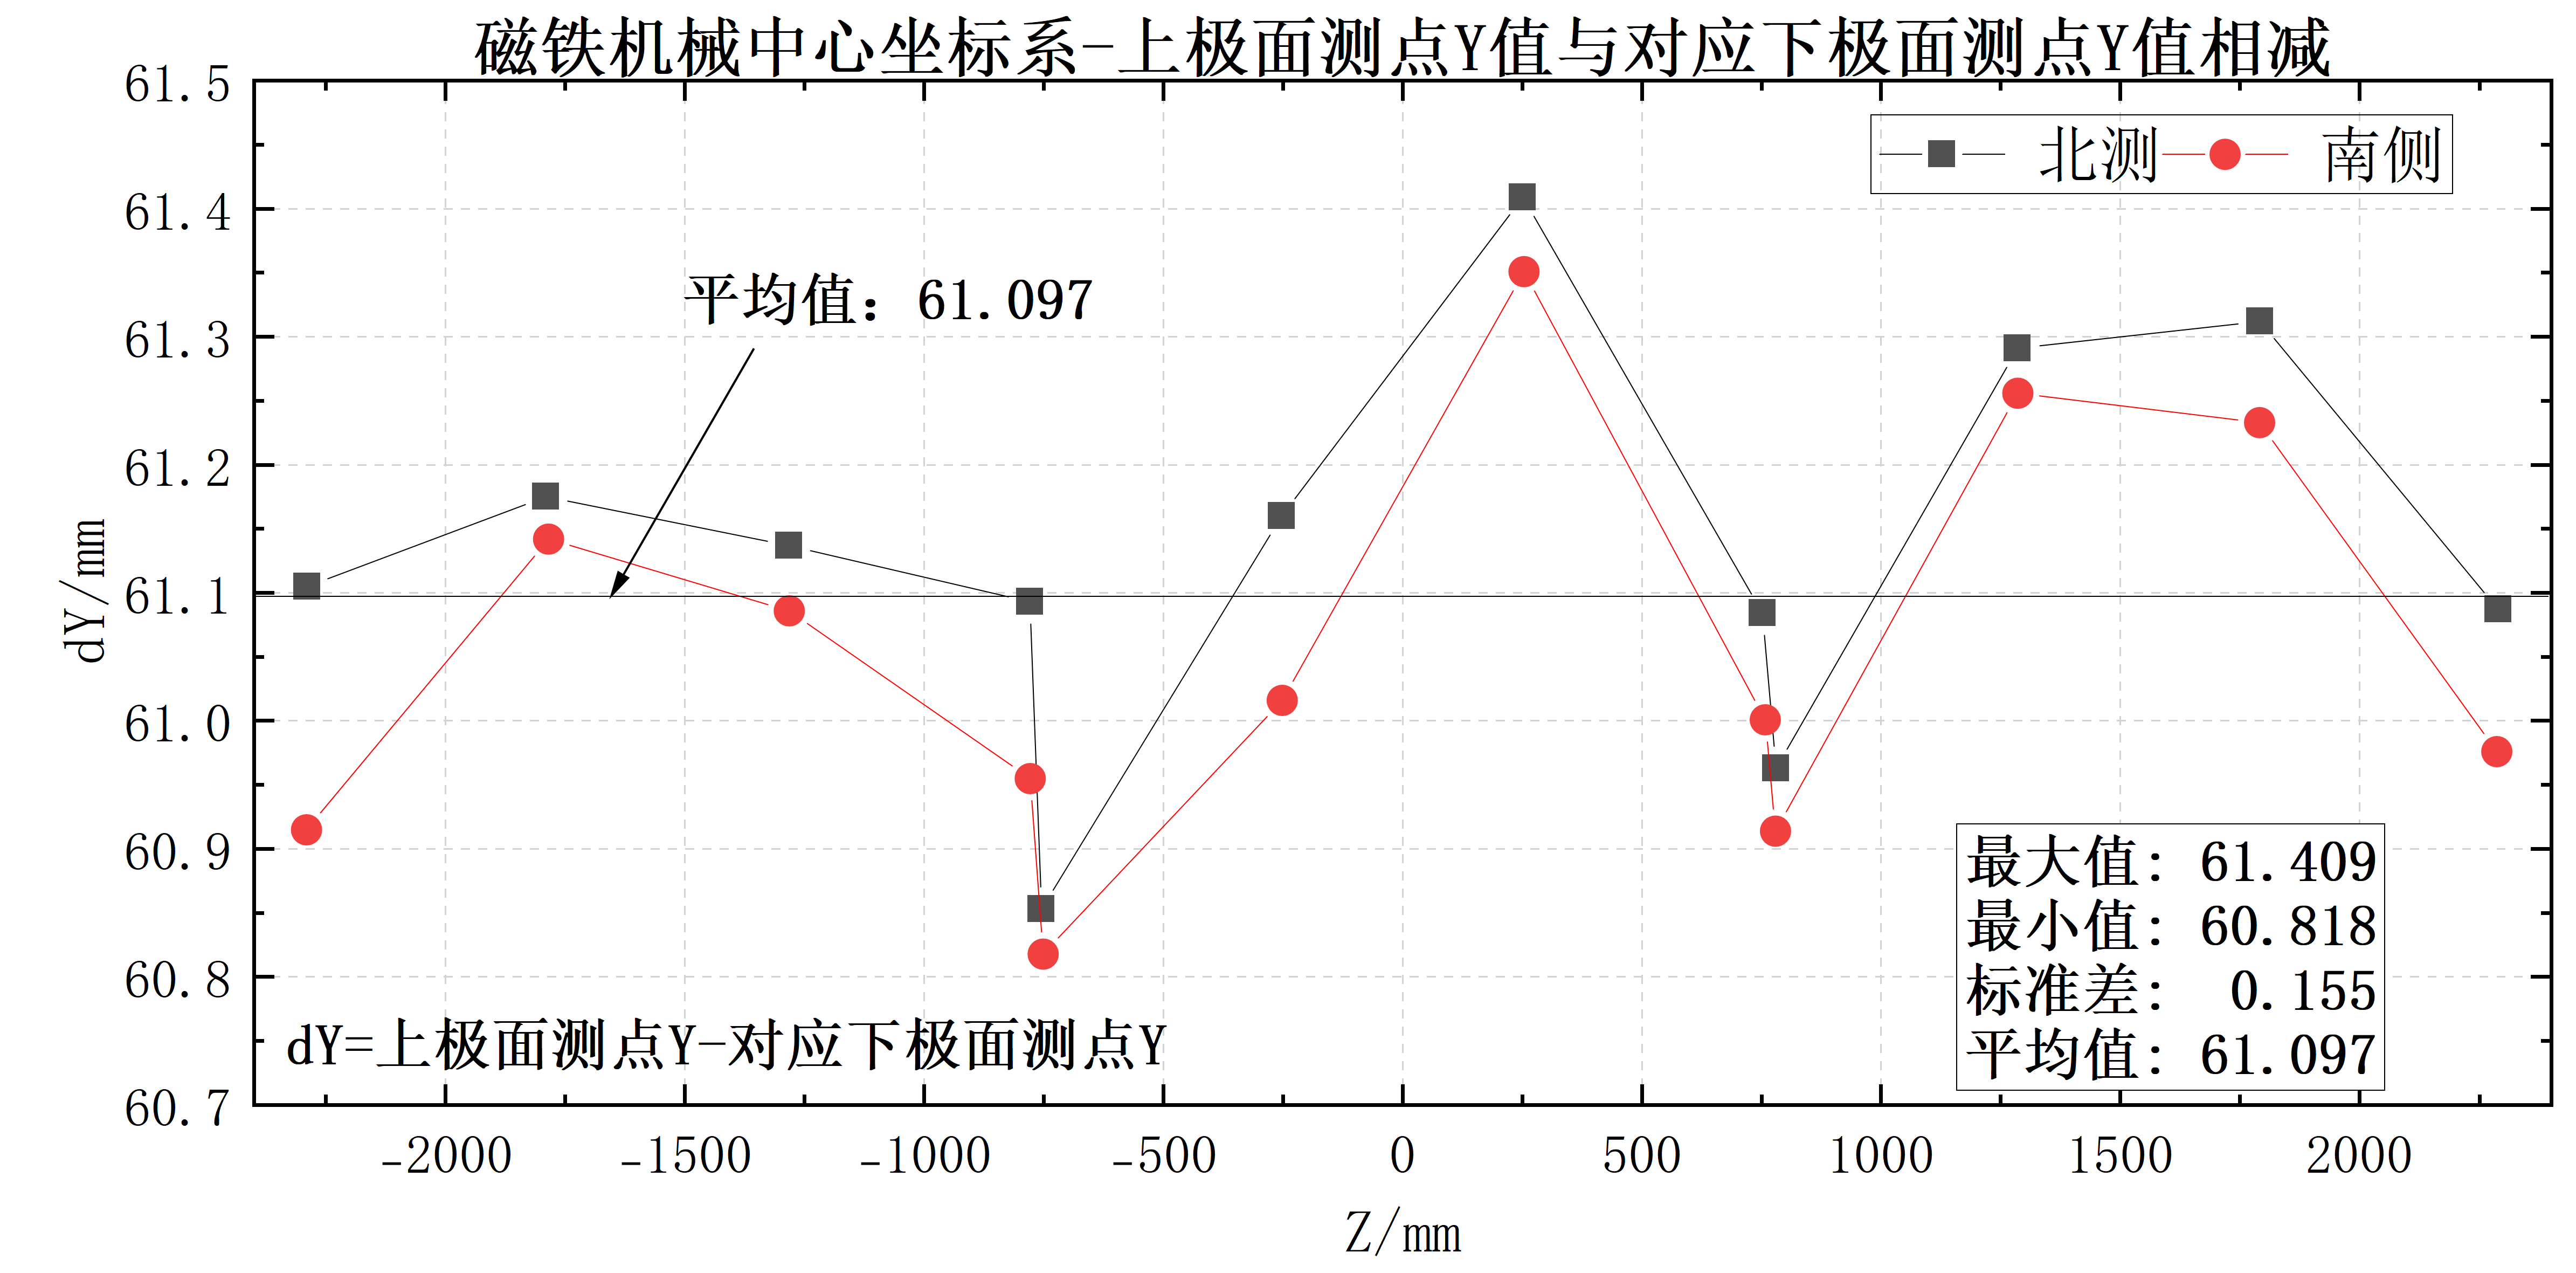 磁铁机械中心坐标系-上极面测点Y值与对应下极面测点Y值相减
61.5
61.4
61.3
61.2
61.1
61.0
60.9
60.8
60.7
dY/mm
北测 南侧
平均值：61.097
最大值: 61.409
最小值: 60.818
标准差: 0.155
平均值: 61.097
dY=上极面测点Y-对应下极面测点Y
-2000 -1500 -1000 -500 0 500 1000 1500 2000
Z/mm